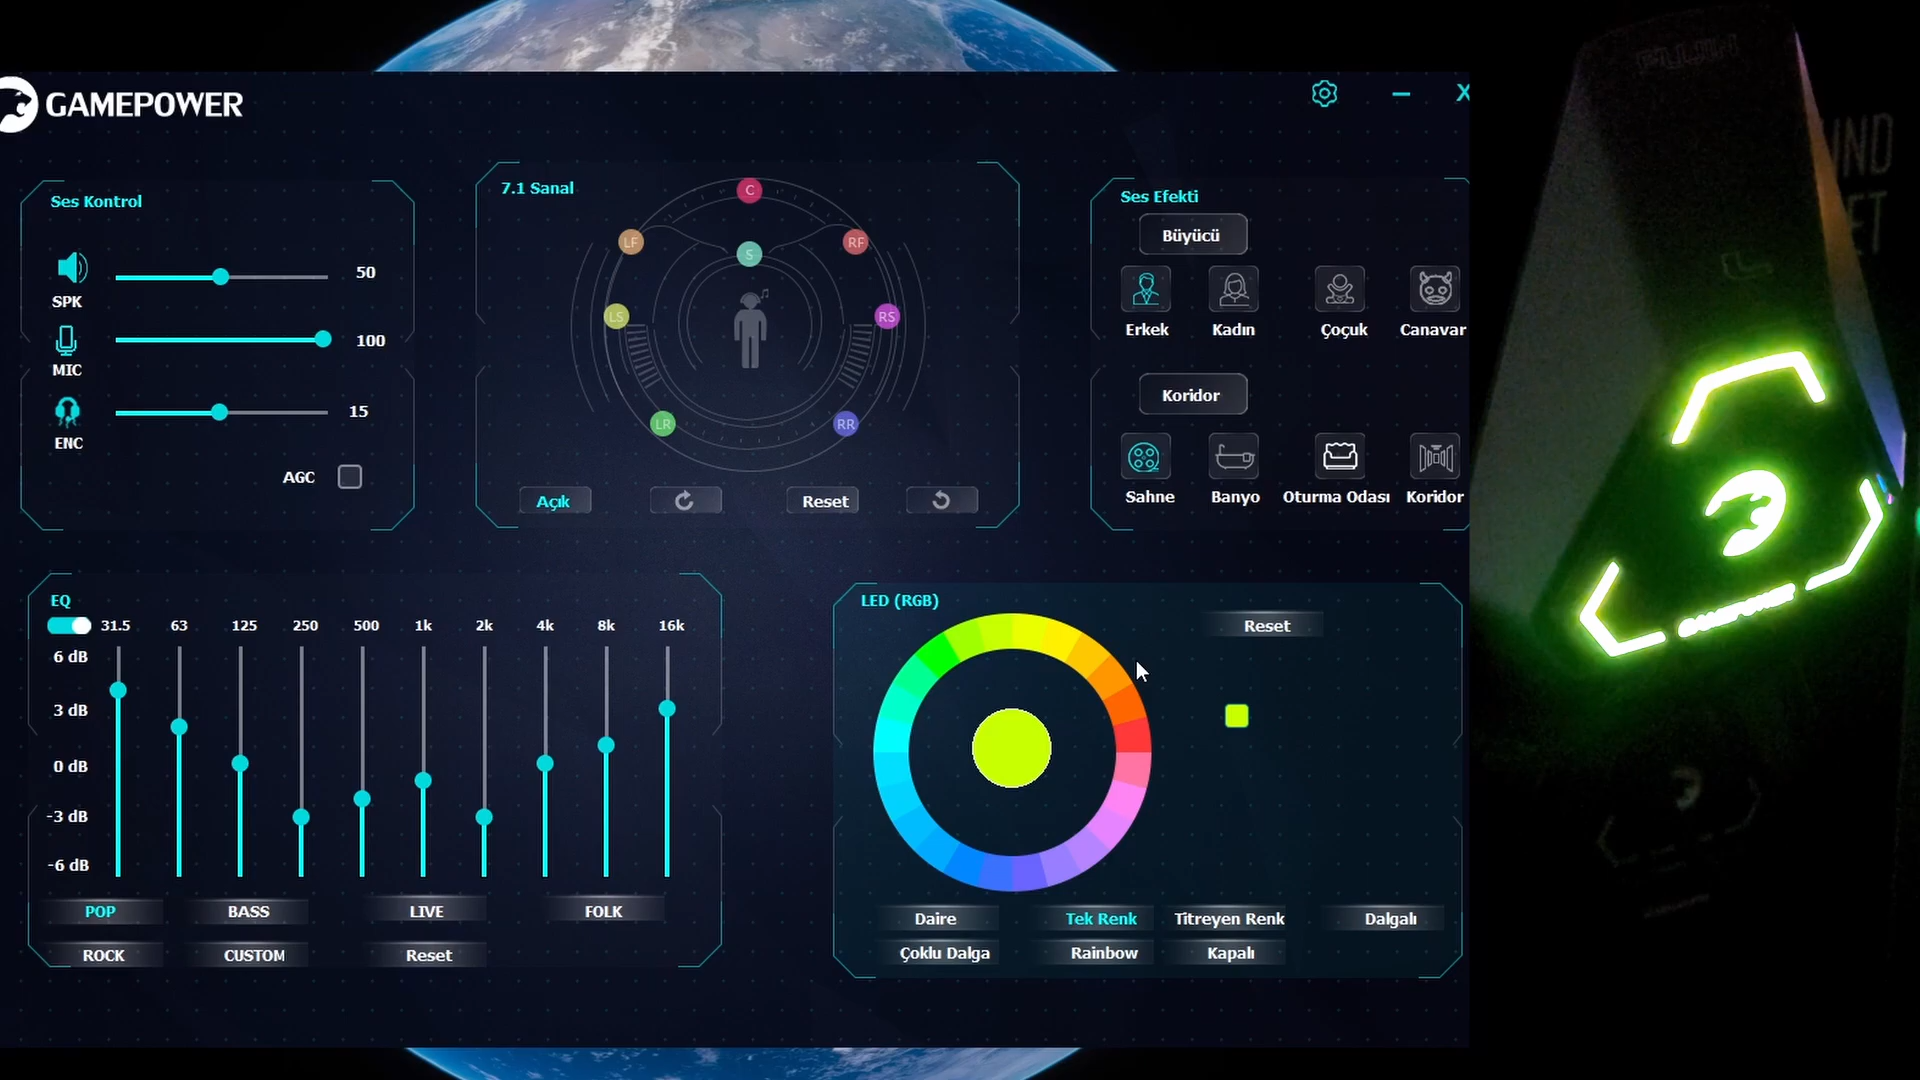 GAMEPOWER
X
Ses Kontrol
SPK
50
MIC
100
ENC
15
AGC
7.1 Sanal
C
LF
RF
S
LS
RS
LR
RR
Açık
Reset
Ses Efekti
Büyücü
Erkek Kadın Çoçuk Canavar
Koridor
Sahne Banyo Oturma Odası Koridor
EQ
31.5 63 125 250 500 1k 2k 4k 8k 16k
6 dB
3 dB
0 dB
-3 dB
-6 dB
POP BASS LIVE FOLK
ROCK CUSTOM Reset
LED (RGB)
Reset
Daire Tek Renk Titreyen Renk Dalgalı
Çoklu Dalga Rainbow Kapalı